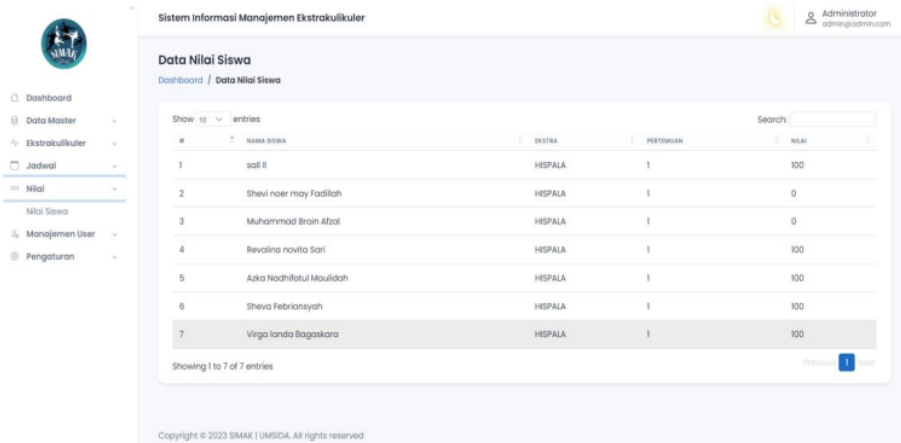 Sistem Informasi Manajemen Ekstrakulikuler
Administrator
admin@admin.com
SIMAK
Data Nilai Siswa
Dashboard / Data Nilai Siswa
Dashboard
Data Master
Ekstrakulikuler
Jadwal
123 Nilai
Nilai Siswa
Manajemen User
Pengaturan
Show 10 entries
Search:
# NAMA SISWA EKSTRA PERTEMUAN NILAI
1 sall ll HISPALA 1 100
2 Shevi noer may Fadillah HISPALA 1 0
3 Muhammad Brain Afzal HISPALA 1 0
4 Revalina novita Sari HISPALA 1 100
5 Azka Nadhifatul Maulidah HISPALA 1 100
6 Sheva Febriansyah HISPALA 1 100
7 Virga landa Bagaskara HISPALA 1 100
Showing 1 to 7 of 7 entries
Previous 1 Next
Copyright © 2023 SIMAK | UMSIDA. All rights reserved